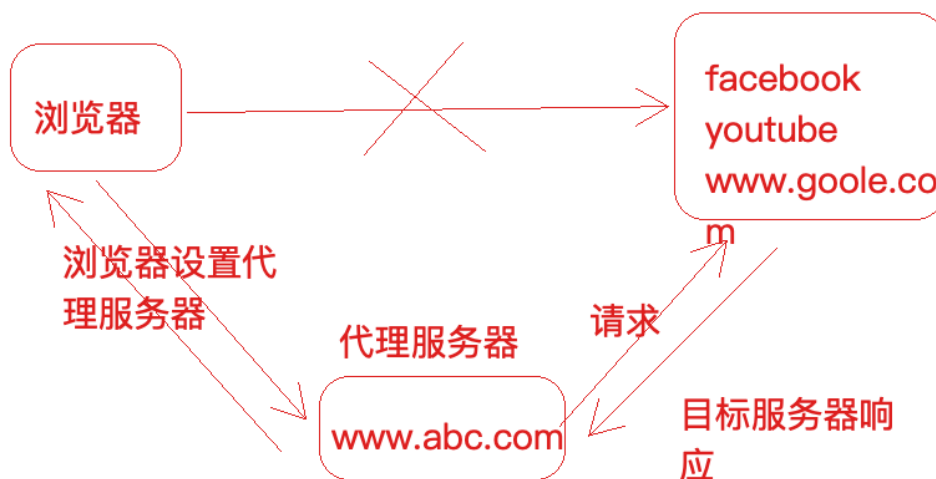 浏览器
facebook
youtube
www.goole.co
m
浏览器设置代
理服务器
代理服务器
请求
www.abc.com
目标服务器响
应